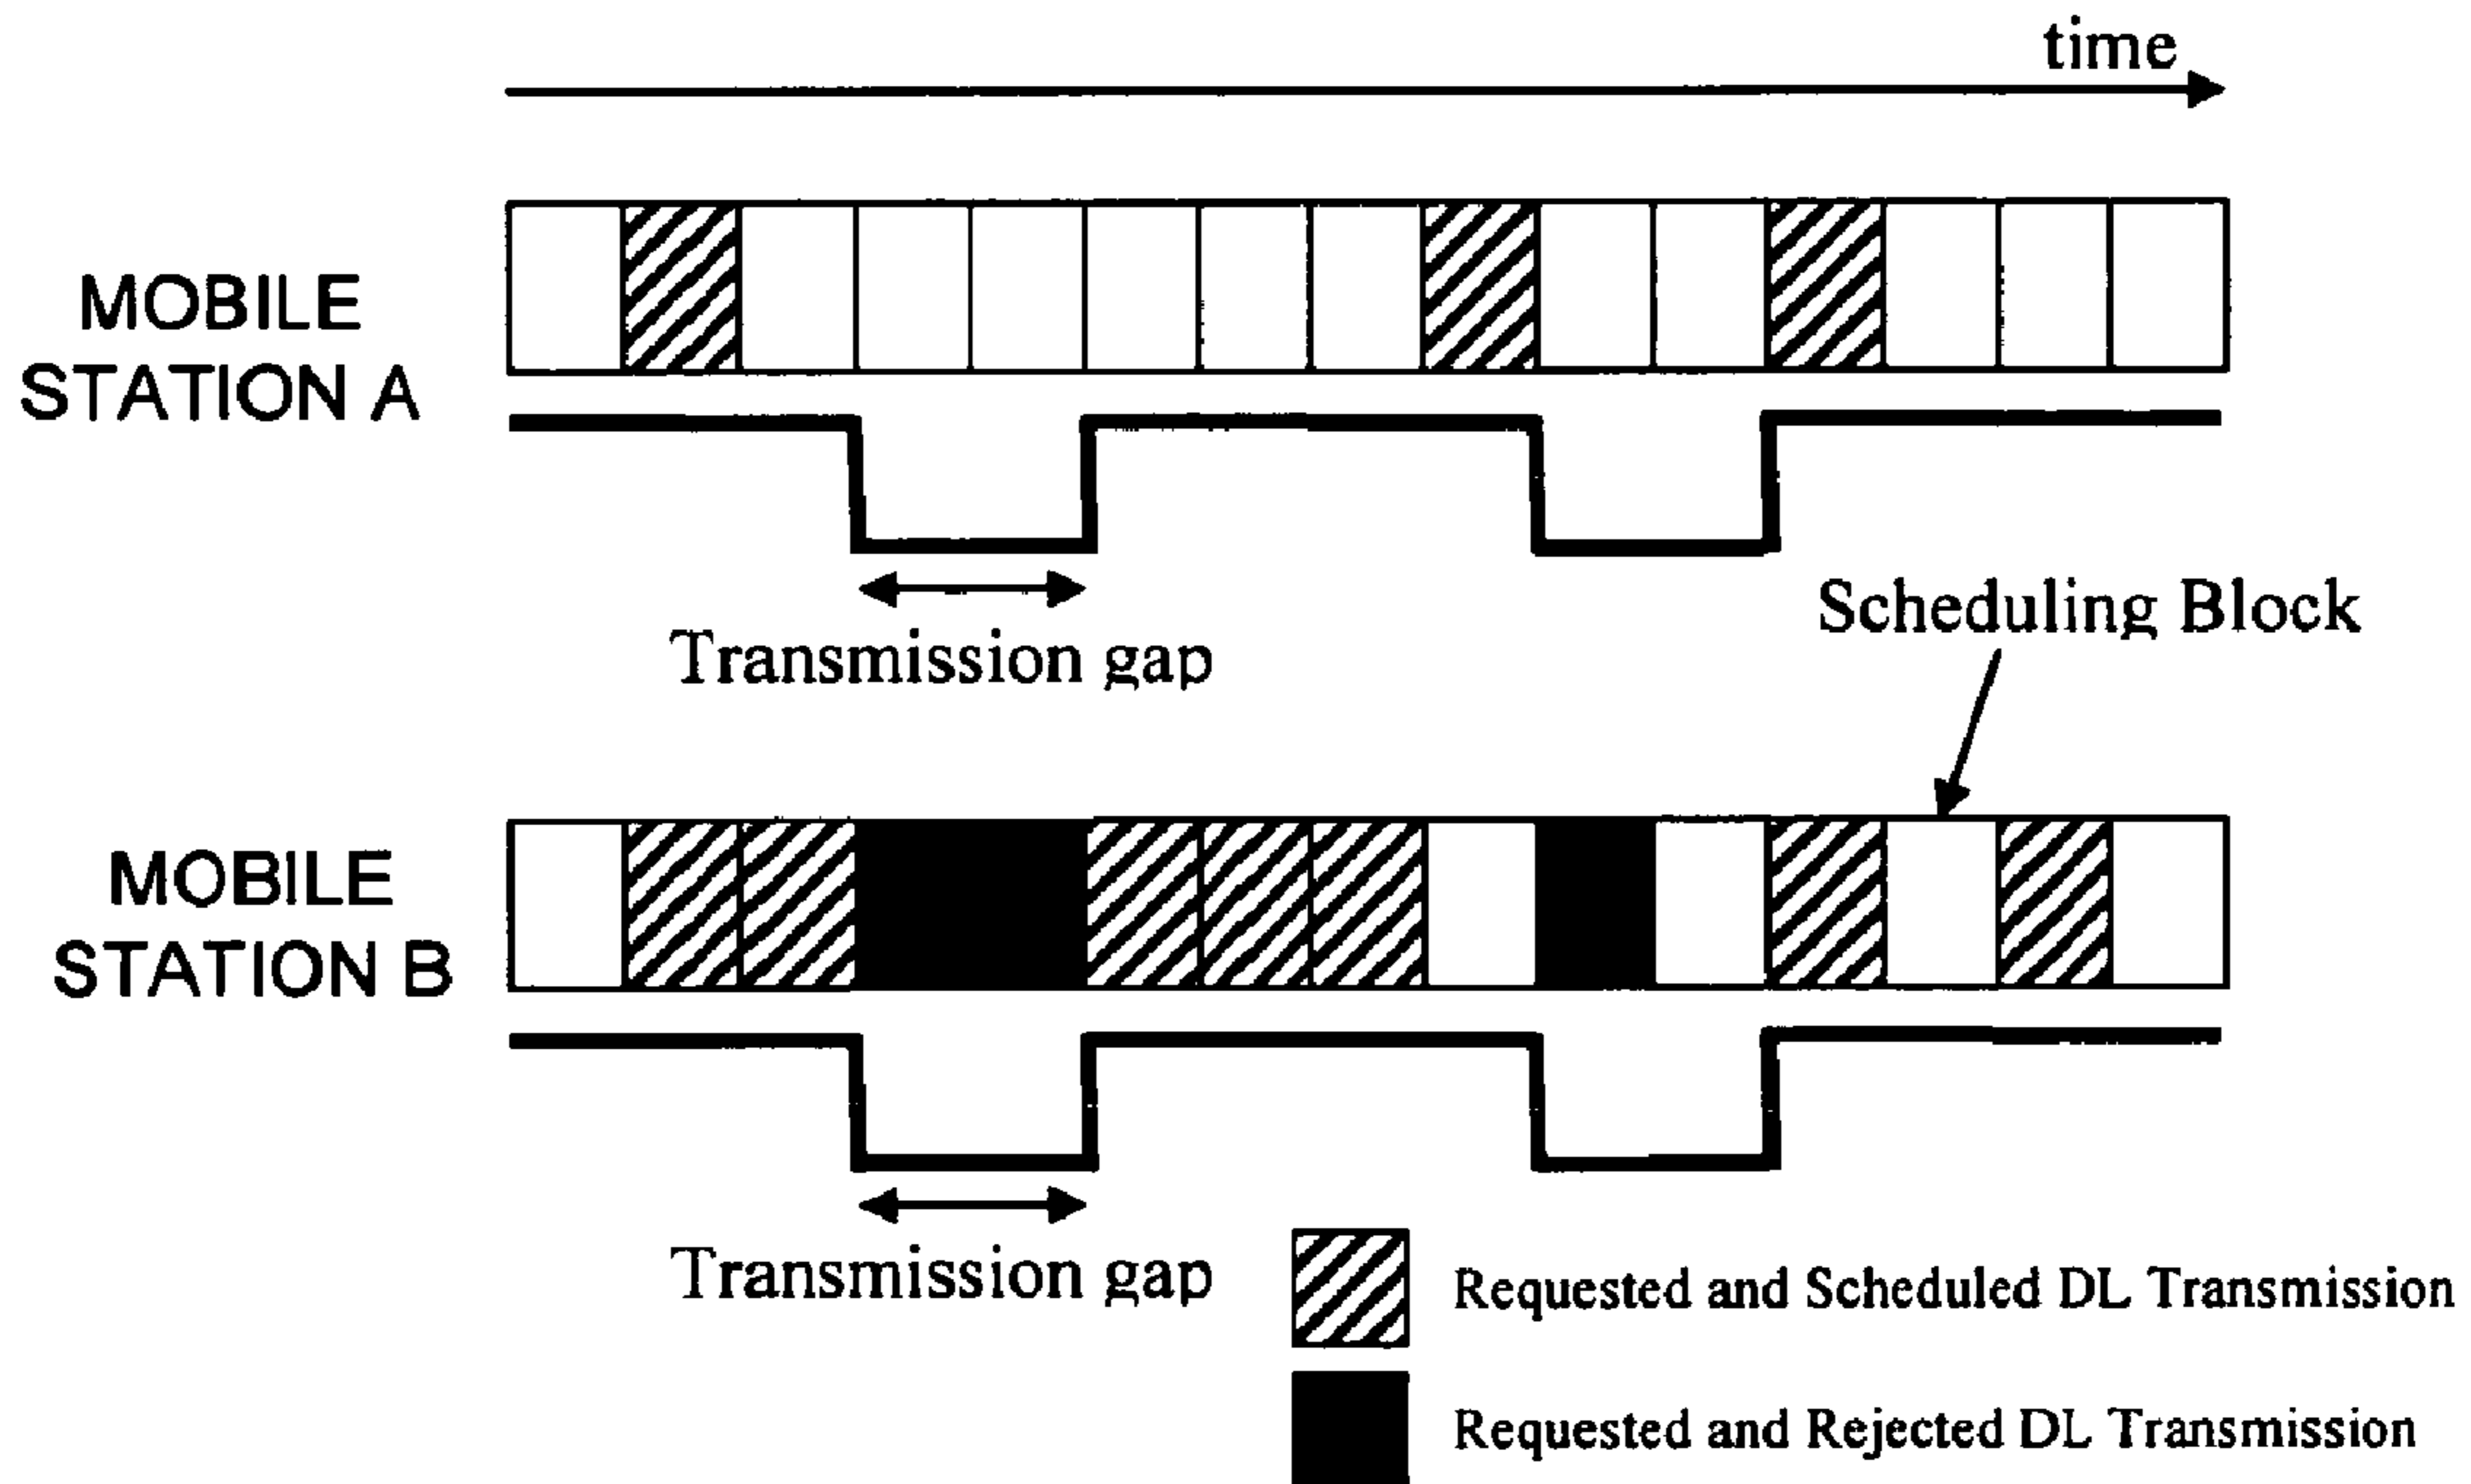 time
MOBILE
STATION A
Transmission gap
Scheduling Block
MOBILE
STATION B
Transmission gap
Requested and Scheduled DL Transmission
Requested and Rejected DL Transmission